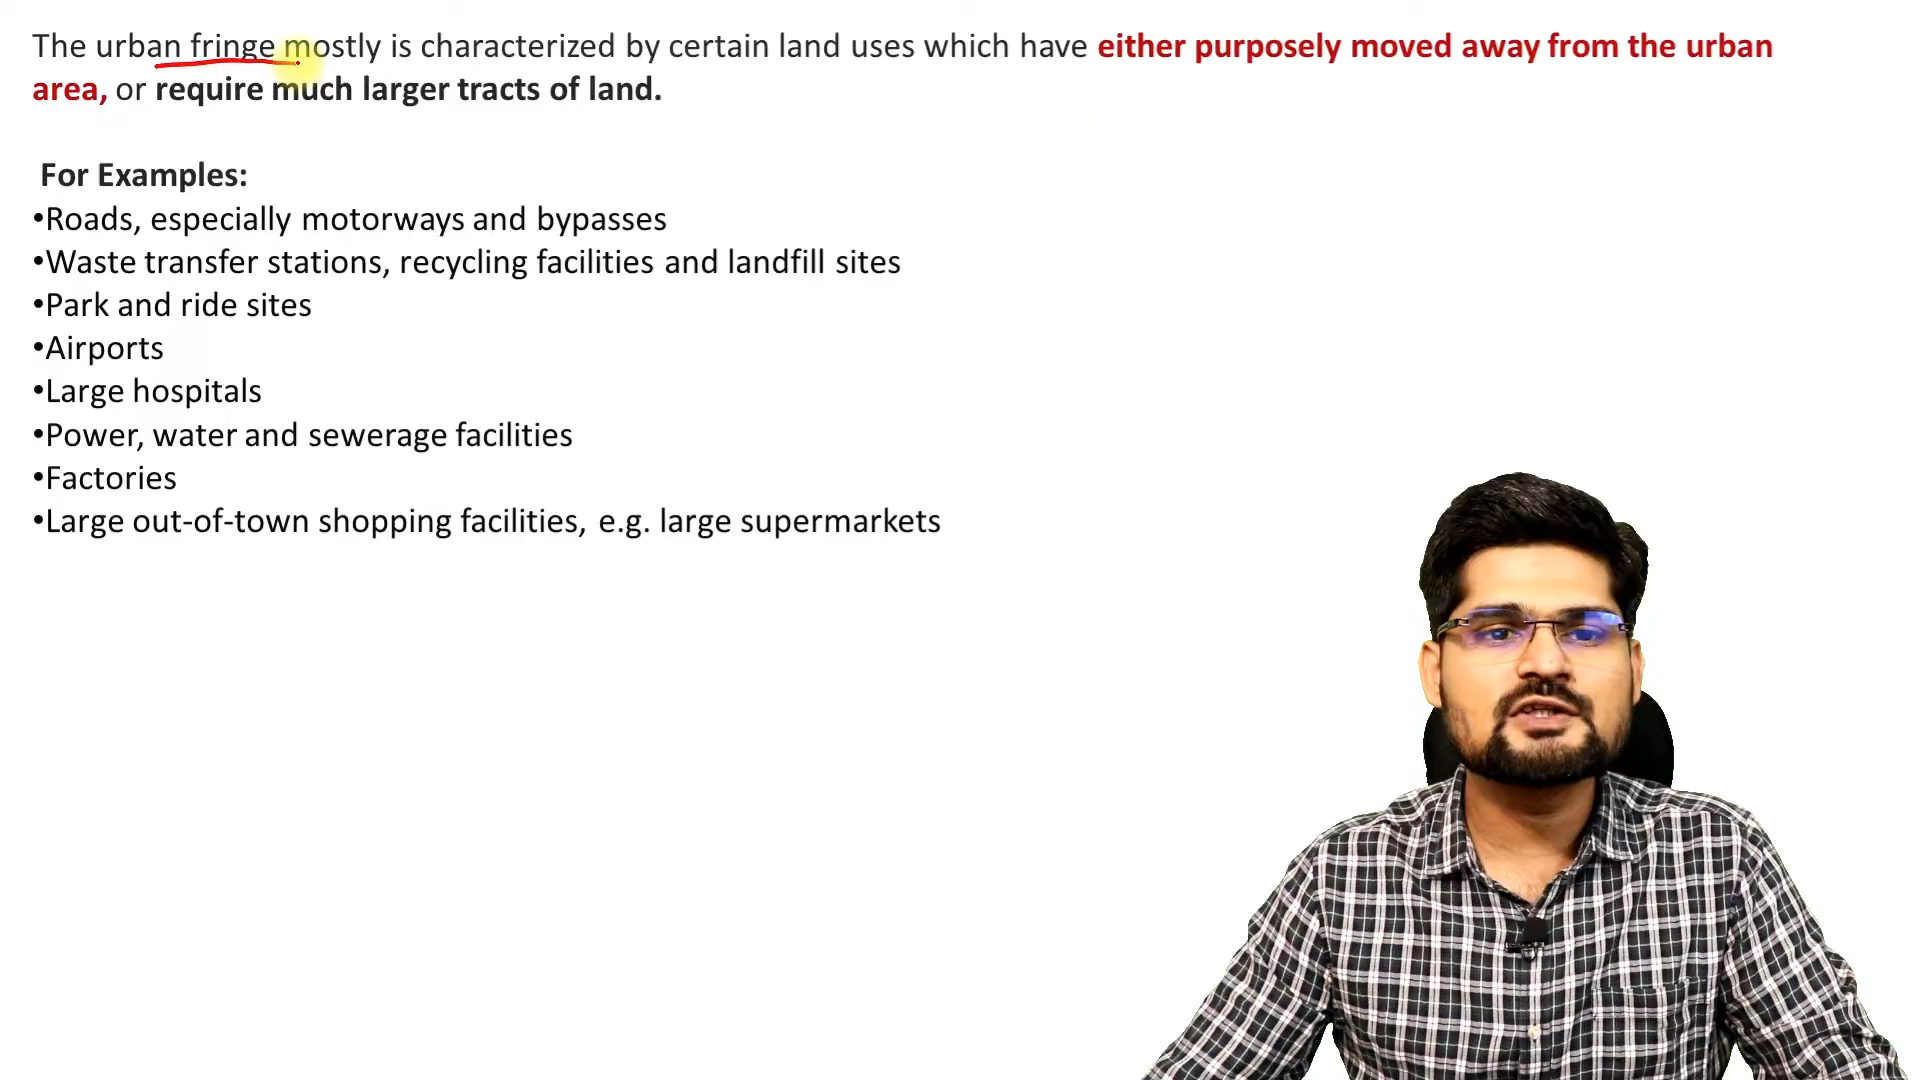 The urban fringe mostly is characterized by certain land uses which have either purposely moved away from the urban
area, or require much larger tracts of land.
For Examples:
•Roads, especially motorways and bypasses
•Waste transfer stations, recycling facilities and landfill sites
•Park and ride sites
•Airports
•Large hospitals
•Power, water and sewerage facilities
•Factories
•Large out-of-town shopping facilities, e.g. large supermarkets